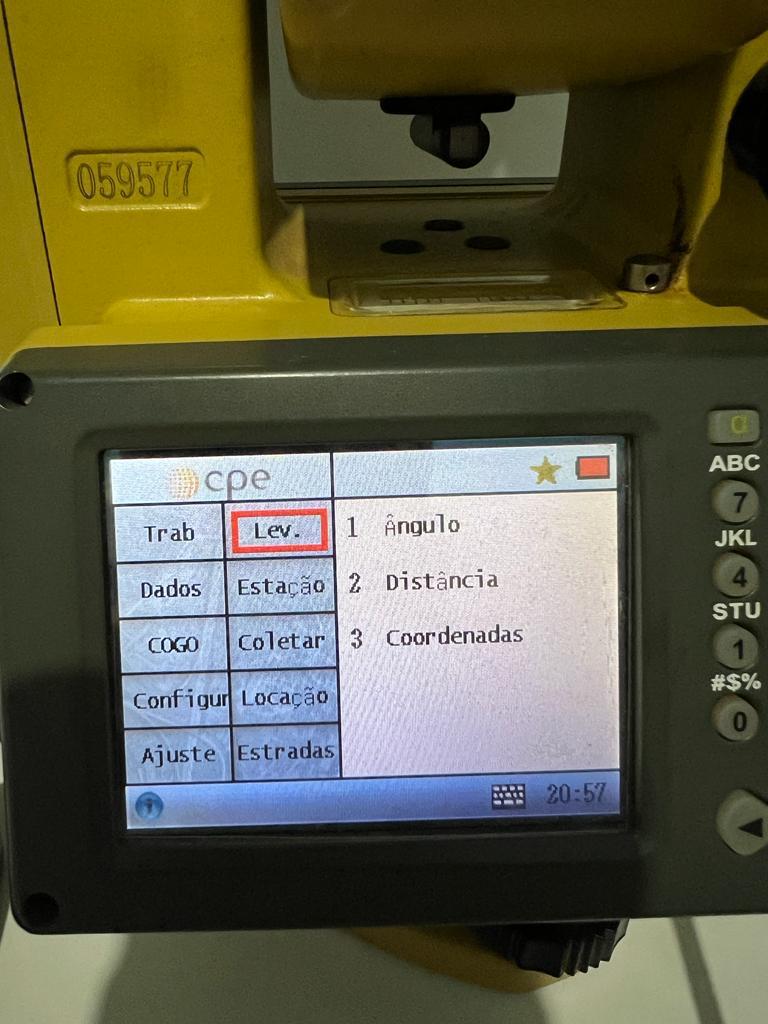 059577
cpe
Trab
Lev.
1 Ângulo
Dados
Estação
2 Distância
COGO
Coletar
3 Coordenadas
Configur
Locação
Ajuste
Estradas
20:57
α
ABC
7
JKL
4
STU
1
#$%
0